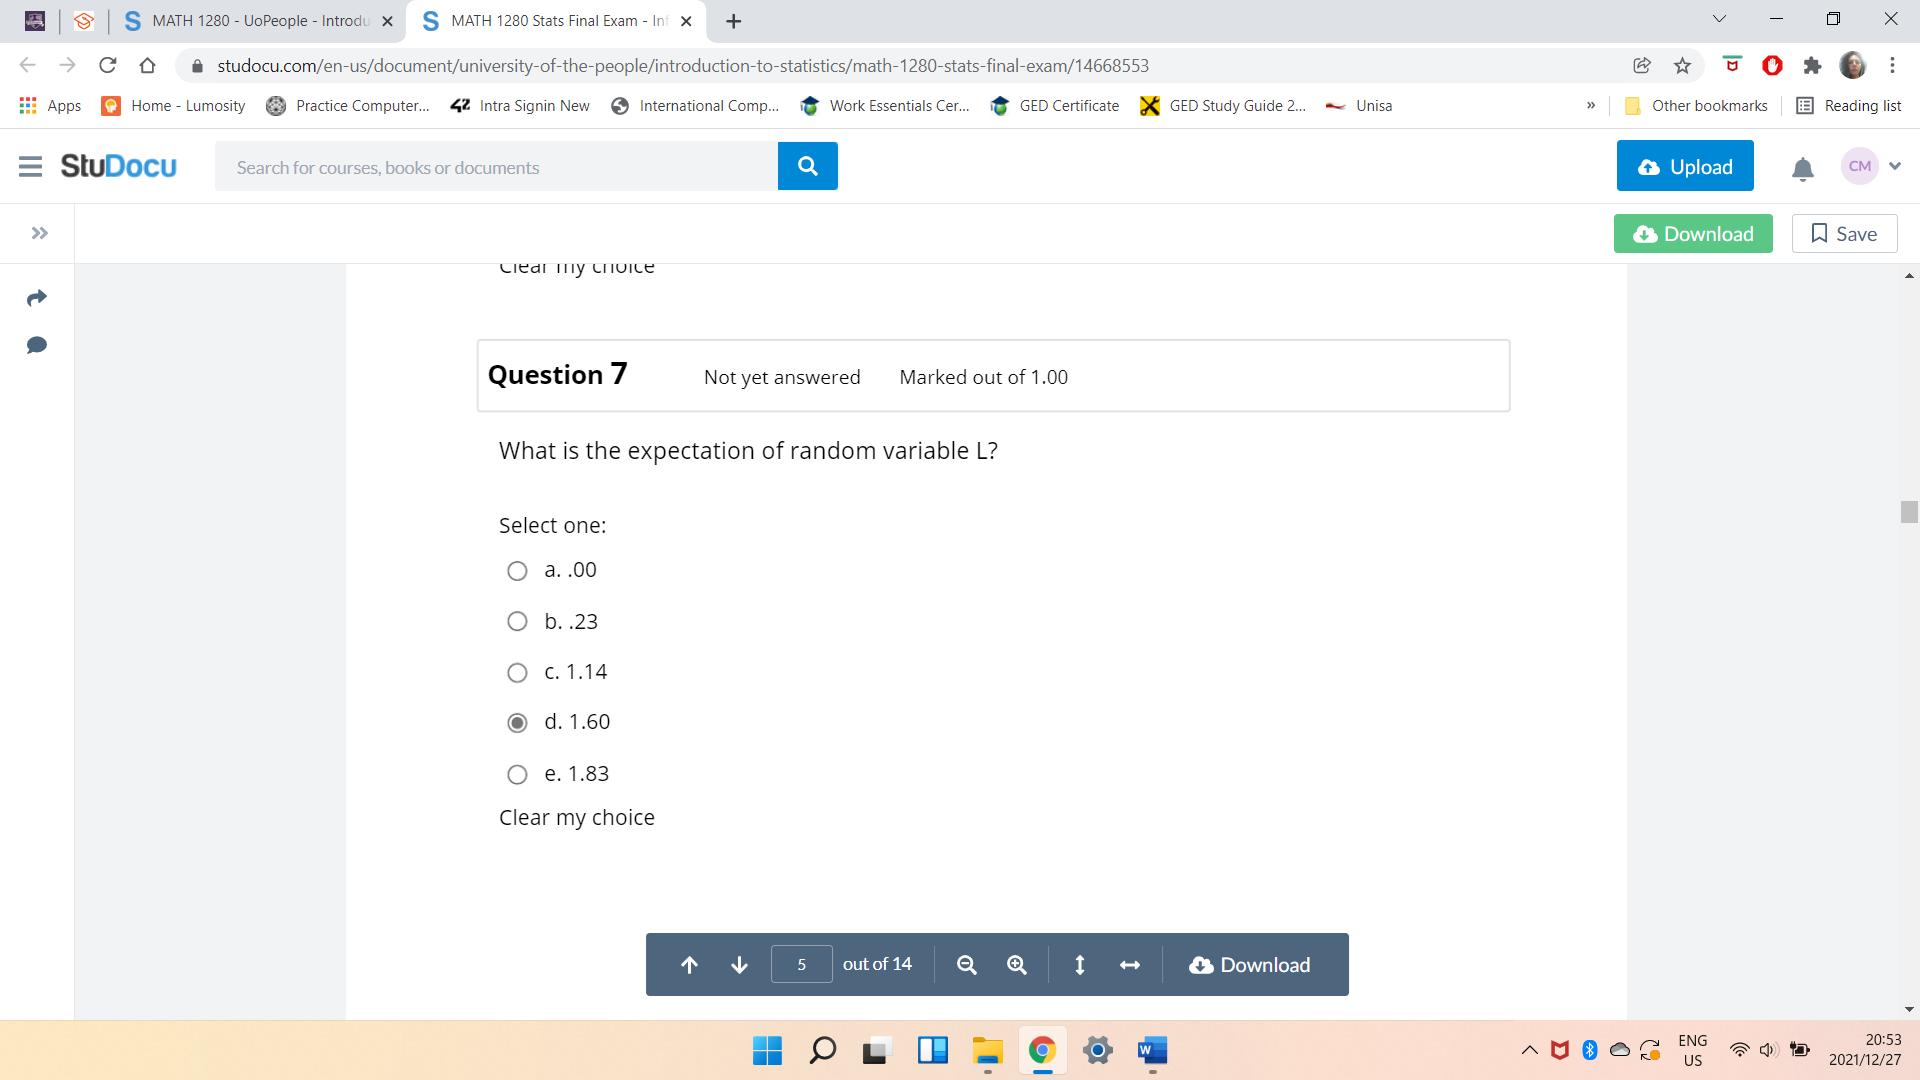 MATH 1280 - UoPeople - Introdu
MATH 1280 Stats Final Exam - Inf
studocu.com/en-us/document/university-of-the-people/introduction-to-statistics/math-1280-stats-final-exam/14668553
Apps
Home - Lumosity
Practice Computer...
42 Intra Signin New
International Comp...
Work Essentials Cer...
GED Certificate
GED Study Guide 2...
Unisa
»
Other bookmarks
Reading list
StuDocu
Search for courses, books or documents
Upload
CM
Download
Save
Clear my choice
Question 7
Not yet answered
Marked out of 1.00
What is the expectation of random variable L?
Select one:
a. .00
b. .23
c. 1.14
d. 1.60
e. 1.83
Clear my choice
5 out of 14
Download
ENG
US
20:53
2021/12/27